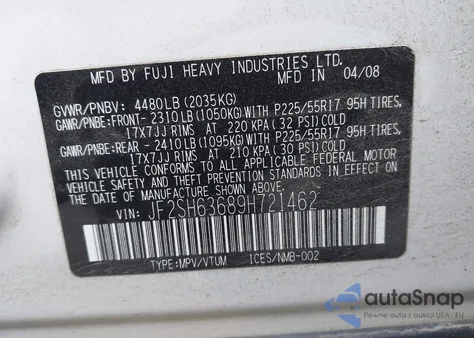 MFD BY FUJI HEAVY INDUSTRIES LTD.
MFD.IN 04/08
GVWR/PNBV: 4480LB (2035KG)
GAWR/PNBE:FRONT-2310LB(1050KG)WITH P225/55R17 95H TIRES,
17x7JJ RIMS AT 220 KPA (32 PSI)COLD
GAWR/PNBE:REAR -2410LB(1095KG)WITH P225/55R17 95H TIRES,
17x7JJ RIMS AT 210 KPA (30 PSI)COLD
THIS VEHICLE CONFORMS TO ALL APPLICABLE FEDERAL MOTOR
VEHICLE SAFETY STANDARDS IN EFFECT ON
THE DATE OF MANUFACTURE SHOWN ABOVE.
VIN: JF2SH63689H721462
TYPE:MPV/VTUM ICES/NMB-002
autoSnap
Pewne auto z USA i EU